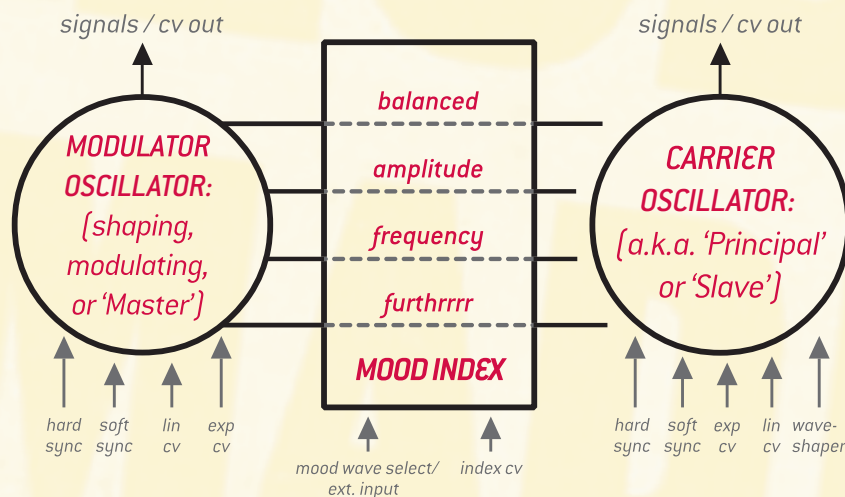 signals / cv out
MODULATOR
OSCILLATOR:
(shaping,
modulating,
or ‘Master’)
hard
sync
soft
sync
lin
cv
exp
cv
balanced
amplitude
frequency
furthrrrr
MOOD INDEX
mood wave select/
ext. input
index cv
signals / cv out
CARRIER
OSCILLATOR:
(a.k.a. ‘Principal’
or ‘Slave’)
hard
sync
soft
sync
exp
cv
lin
cv
wave-
shaper